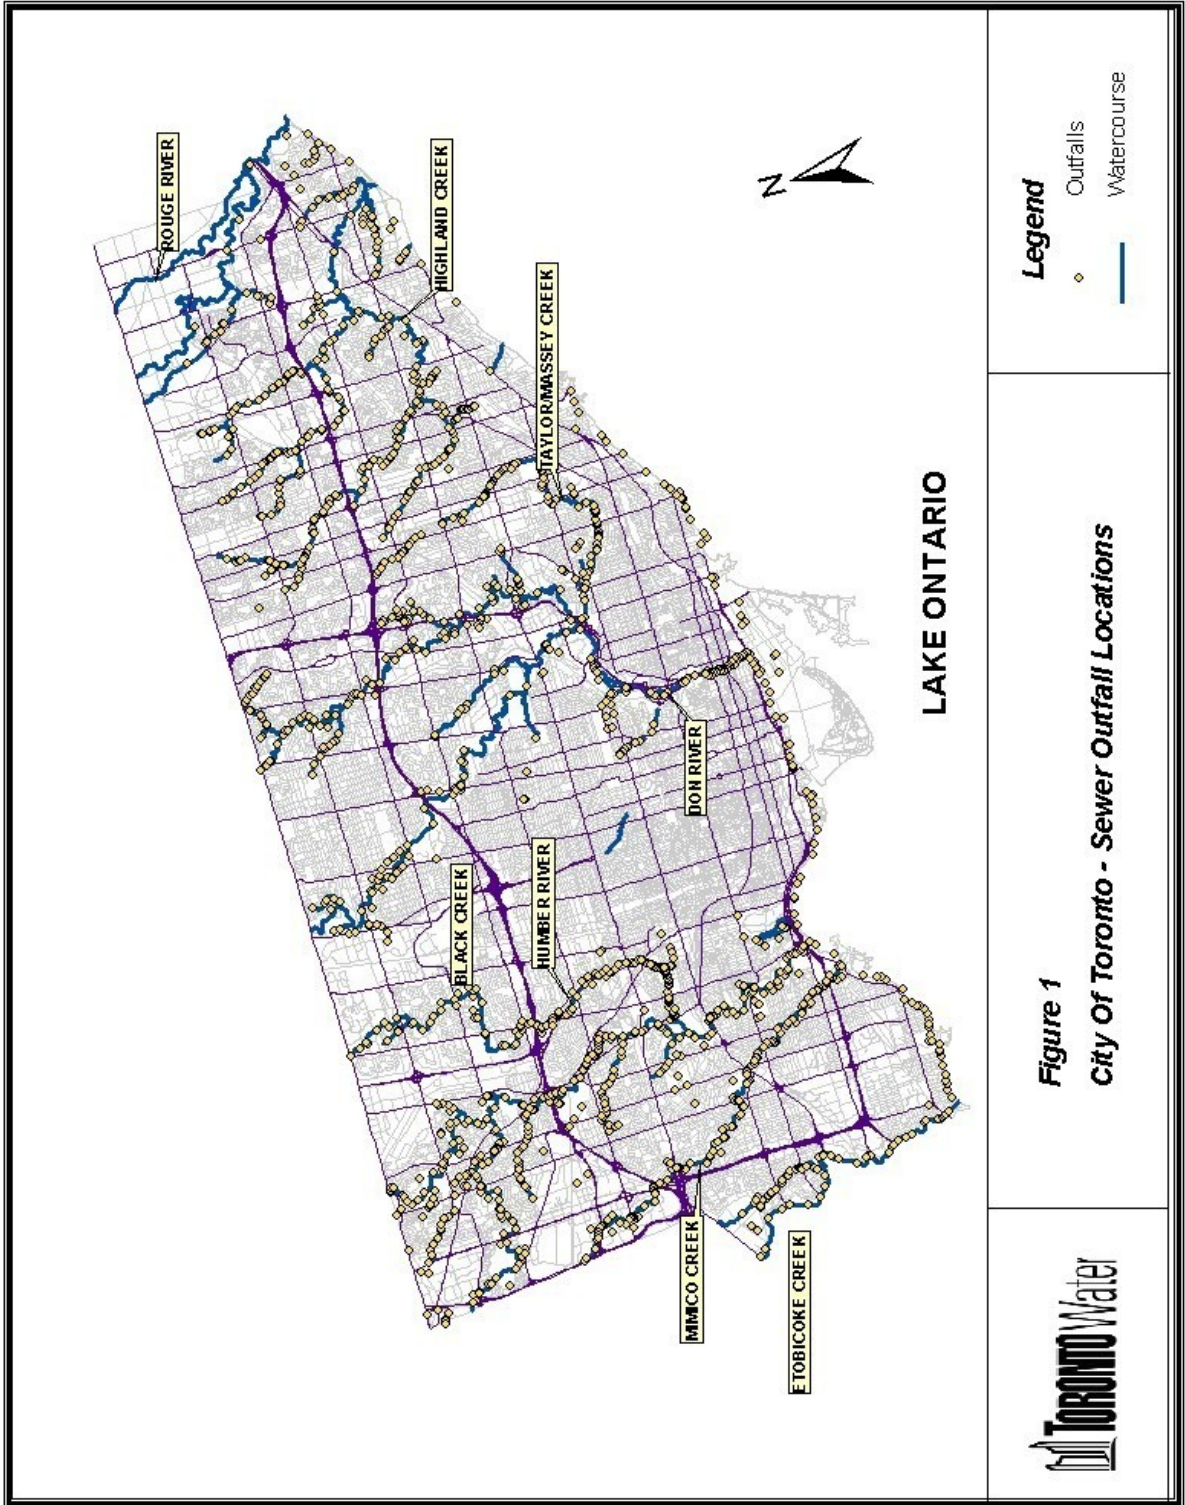 ROUGE RIVER
HIGHLAND CREEK
TAYLOR/MASSEY CREEK
DON RIVER
BLACK CREEK
HUMBER RIVER
MIMICO CREEK
ETOBICOKE CREEK
N
LAKE ONTARIO
TORONTO Water
Figure 1
City Of Toronto - Sewer Outfall Locations
Legend
Outfalls
Watercourse